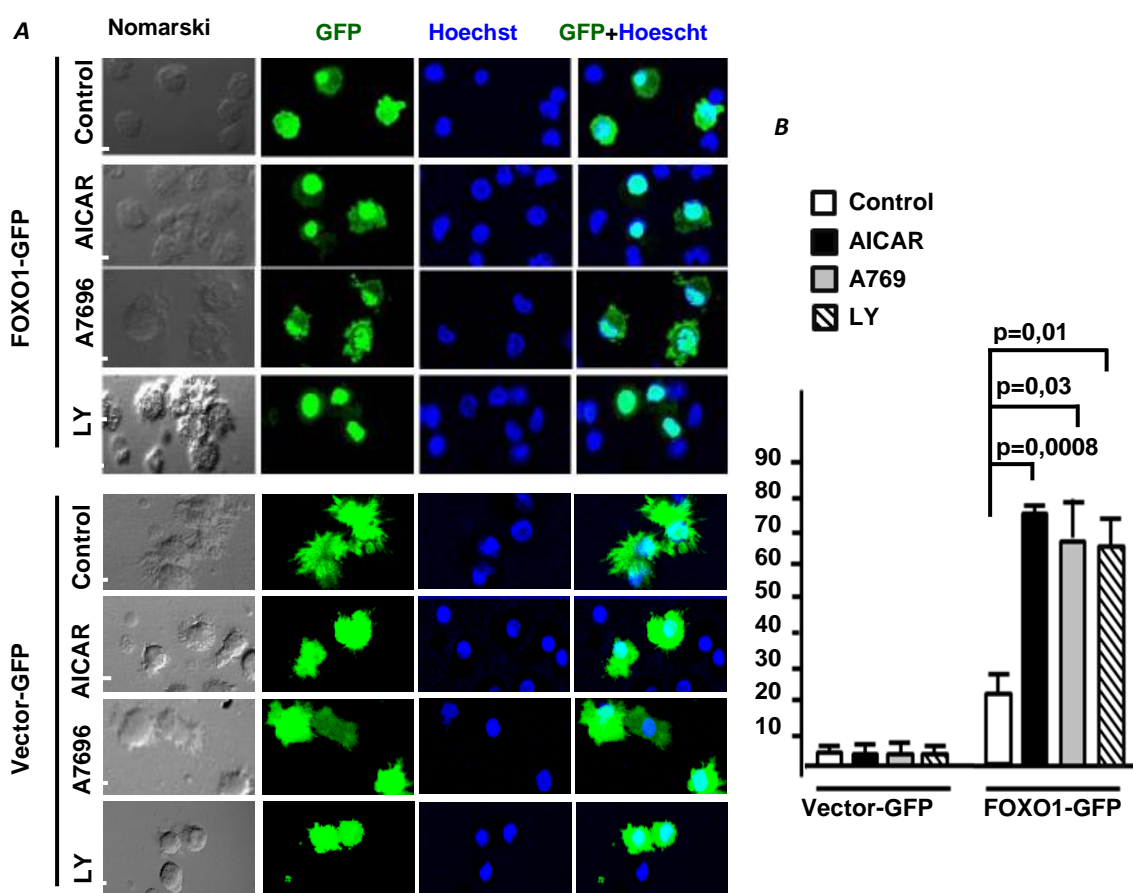 A
Nomarski GFP Hoechst GFP+Hoescht
FOXO1-GFP
Control
AICAR
A7696
LY
Vector-GFP
Control
AICAR
A7696
LY
B
Control
AICAR
A769
LY
p=0,01
p=0,03
p=0,0008
90
80
70
60
50
40
30
20
10
Vector-GFP FOXO1-GFP